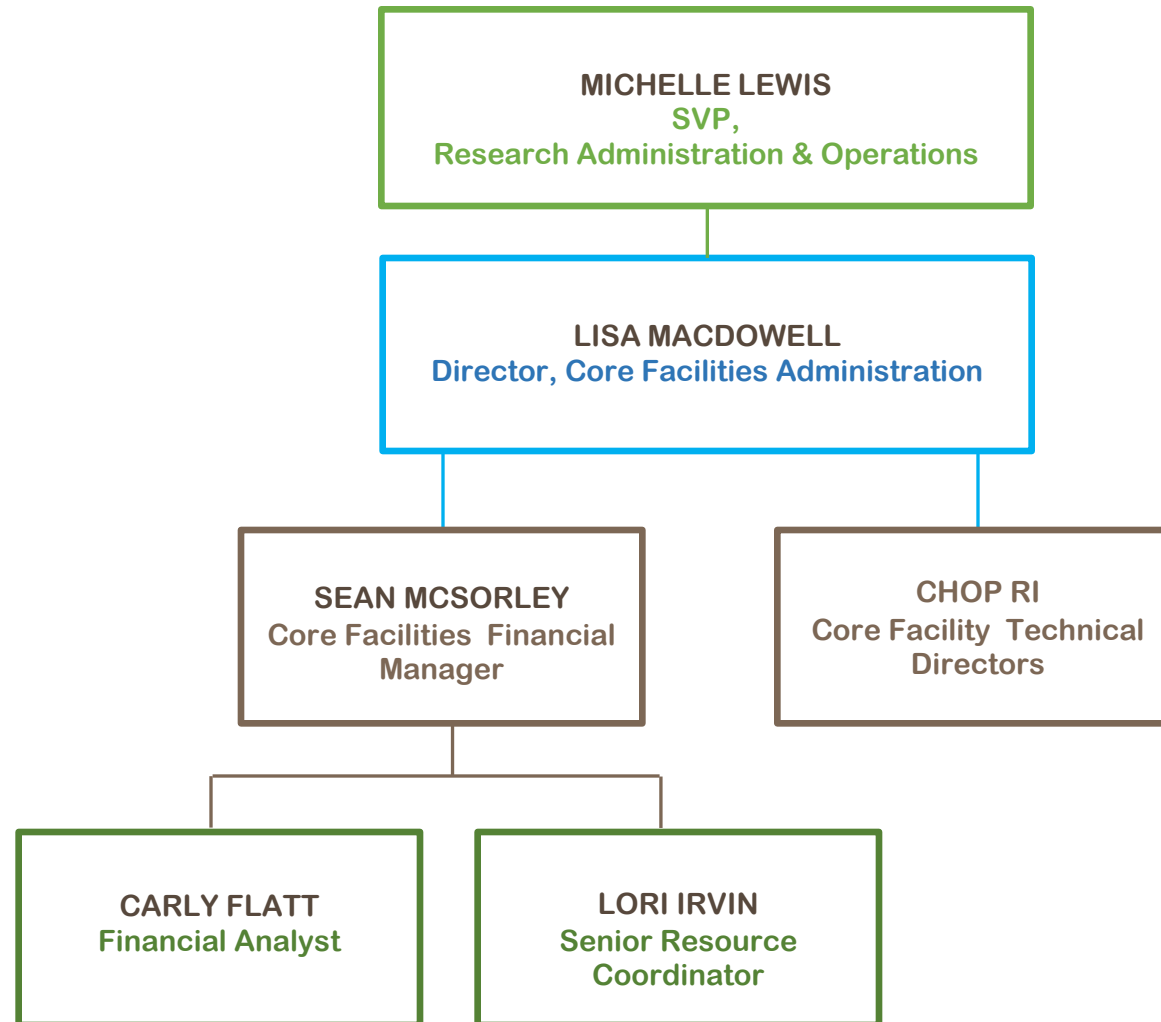 MICHELLE LEWIS
SVP,
Research Administration & Operations
LISA MACDOWELL
Director, Core Facilities Administration
SEAN MCSORLEY
Core Facilities Financial
Manager
CHOP RI
Core Facility Technical
Directors
CARLY FLATT
Financial Analyst
LORI IRVIN
Senior Resource
Coordinator